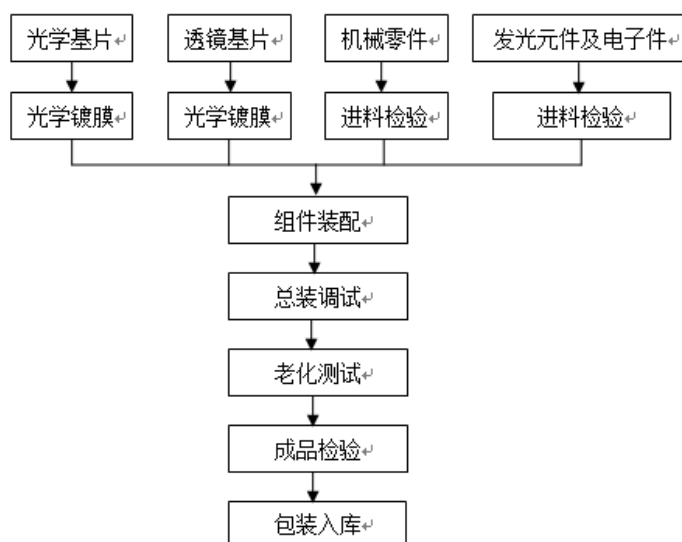 光学基片
透镜基片
机械零件
发光元件及电子件
光学镀膜
光学镀膜
进料检验
进料检验
组件装配
总装调试
老化测试
成品检验
包装入库